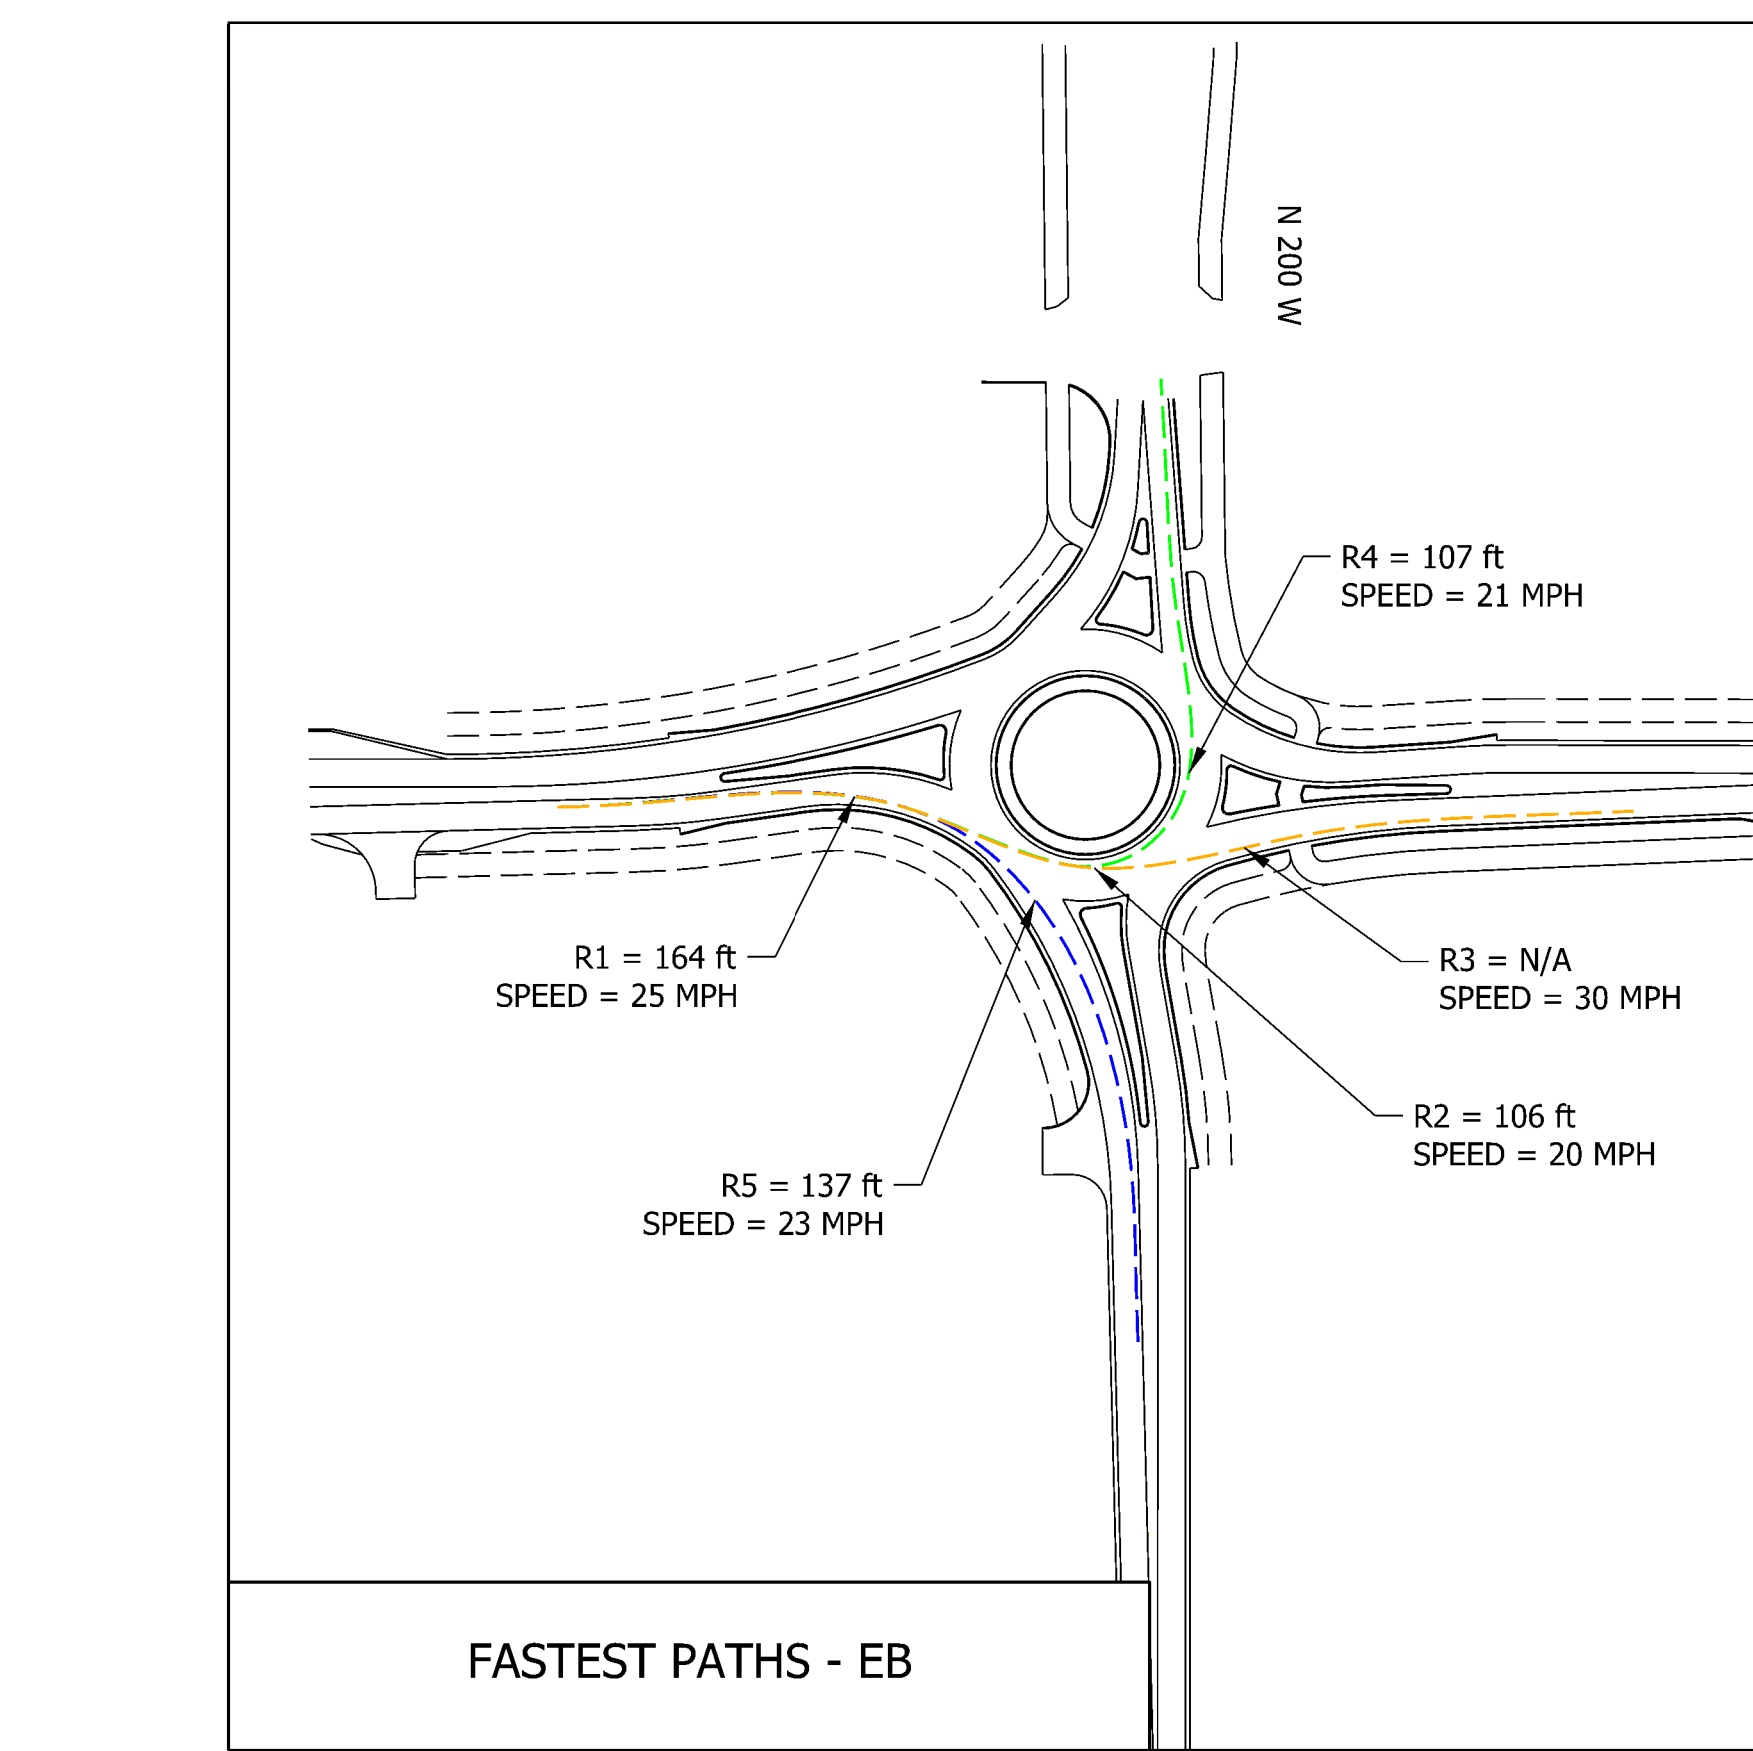 N 200 W
R4 = 107 ft
SPEED = 21 MPH
R1 = 164 ft
SPEED = 25 MPH
R3 = N/A
SPEED = 30 MPH
R2 = 106 ft
SPEED = 20 MPH
R5 = 137 ft
SPEED = 23 MPH
FASTEST PATHS - EB